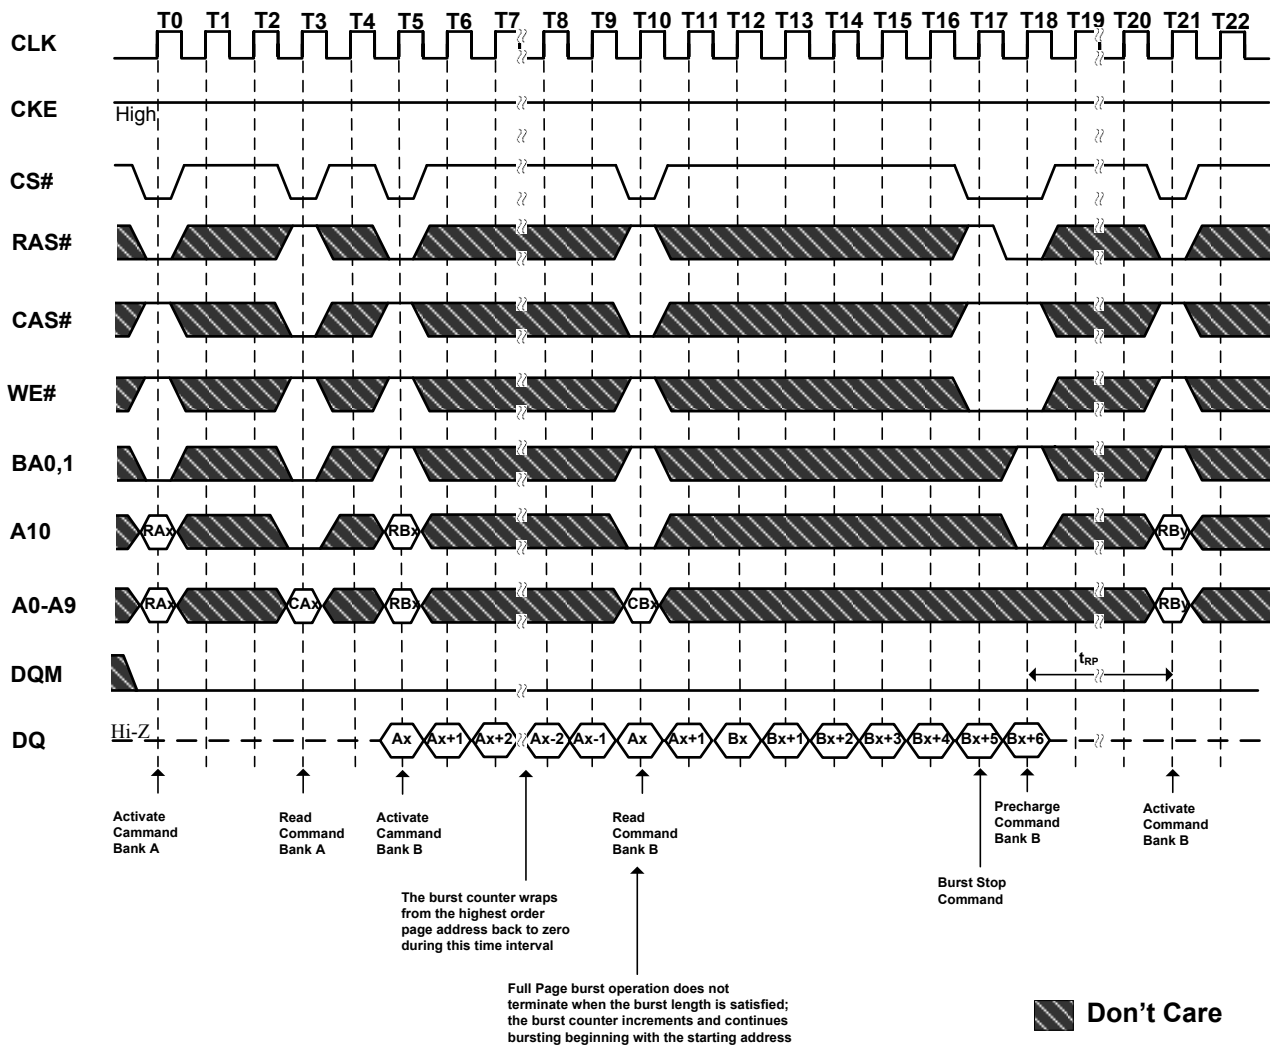 T0 T1 T2 T3 T4 T5 T6 T7 T8 T9 T10 T11 T12 T13 T14 T15 T16 T17 T18 T19 T20 T21 T22
CLK
CKE
High
CS#
RAS#
CAS#
WE#
BA0,1
A10 RAx RBx RBy
A0-A9 RAx CAx RBx CBx RBy
DQM
tRP
DQ Hi-Z Ax Ax+1 Ax+2 Ax-2 Ax-1 Ax Ax+1 Bx Bx+1 Bx+2 Bx+3 Bx+4 Bx+5 Bx+6
Activate
Cammand
Bank A
Read
Command
Bank A
Activate
Cammand
Bank B
Read
Command
Bank B
Precharge
Command
Bank B
Activate
Command
Bank B
Burst Stop
Command
The burst counter wraps
from the highest order
page address back to zero
during this time interval
Full Page burst operation does not
terminate when the burst length is satisfied;
the burst counter increments and continues
bursting beginning with the starting address
Don't Care